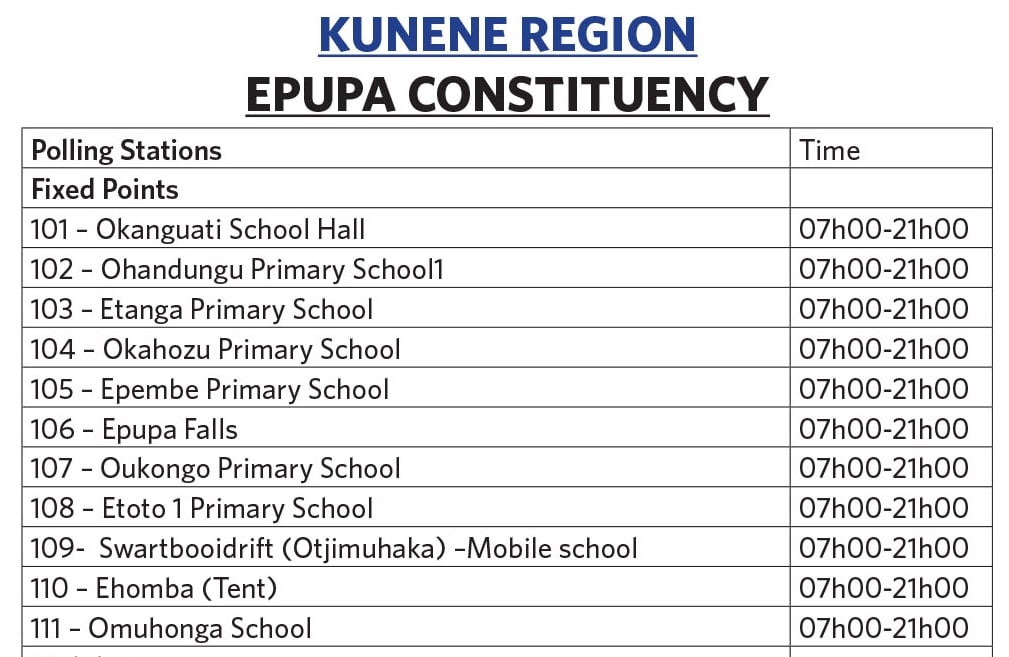 KUNENE REGION
EPUPA CONSTITUENCY
Polling Stations Time
Fixed Points
101 – Okanguati School Hall 07h00-21h00
102 – Ohandungu Primary School1 07h00-21h00
103 – Etanga Primary School 07h00-21h00
104 – Okahozu Primary School 07h00-21h00
105 – Epembe Primary School 07h00-21h00
106 – Epupa Falls 07h00-21h00
107 – Oukongo Primary School 07h00-21h00
108 – Etoto 1 Primary School 07h00-21h00
109-  Swartbooidrift (Otjimuhaka) –Mobile school 07h00-21h00
110 – Ehomba (Tent) 07h00-21h00
111 – Omuhonga School 07h00-21h00